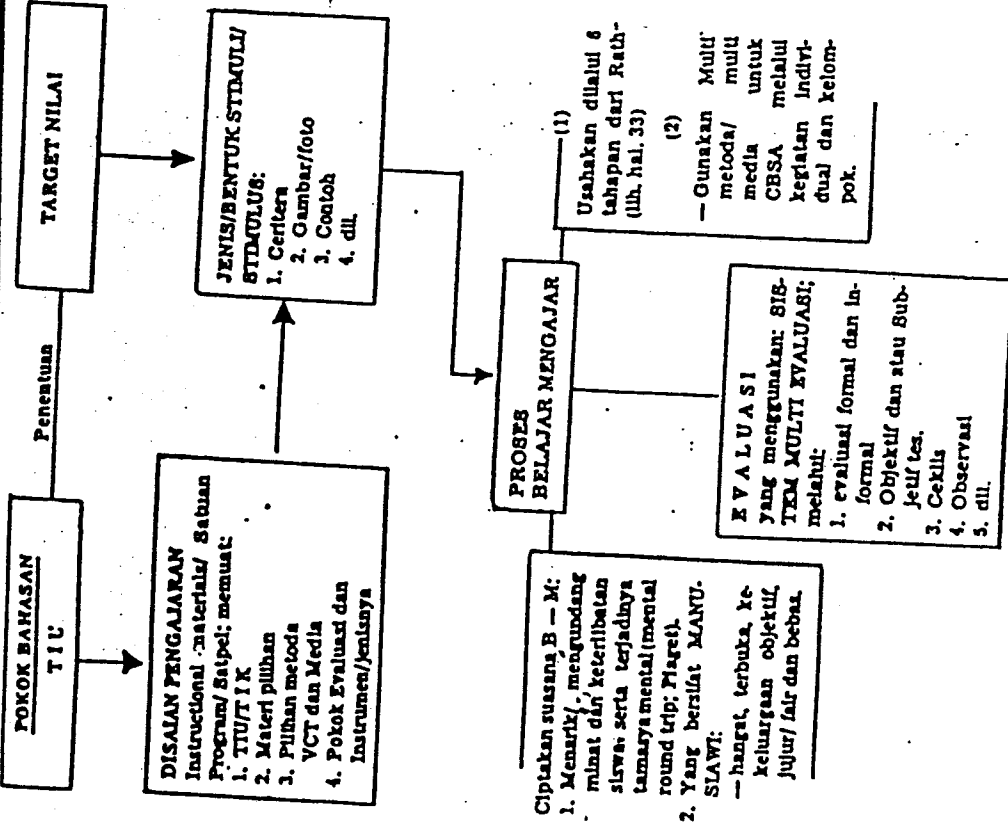 POKOK BAHASAN
TIU
Penentuan
TARGET NILAI
DISAIAN PENGAJARAN
Instructional materials/ Satuan
Program/ Satpel; memuat:
1. TIU/T I K
2. Materi pilihan
3. Pilihan metoda
VCT dan Media
4. Pokok Evaluasi dan
Instrumen/jenisnya
JENIS/BENTUK STIMULI/
STIMULUS:
1. Ceritera
2. Gambar/foto
3. Contoh
4. dll.
Ciptakan suasana B — M:
1. Menarik/, mengundang
minat dan keterlibatan
siswa serta terjadinya
tamasya mental (mental
round trip; Piaget).
2. Yang bersifat MANU-
SIAWI:
— hangat, terbuka, ke-
keluargaan objektif,
jujur/ fair dan bebas.
PROSES
BELAJAR MENGAJAR
(1)
Usahakan dilalui 6
tahapan dari Rath-
(lih. hal. 33)
(2)
— Gunakan Multi
metoda/ multi
media untuk
CBSA melalui
kegiatan indivi-
dual dan kelom-
pok.
E V A L U A S I
yang menggunakan: SIS-
TEM MULTI EVALUASI;
melalui:
1. evaluasi formal dan in-
formal
2. Objektif dan atau Sub-
jetif tes.
3. Ceklis
4. Observasi
5. dll.